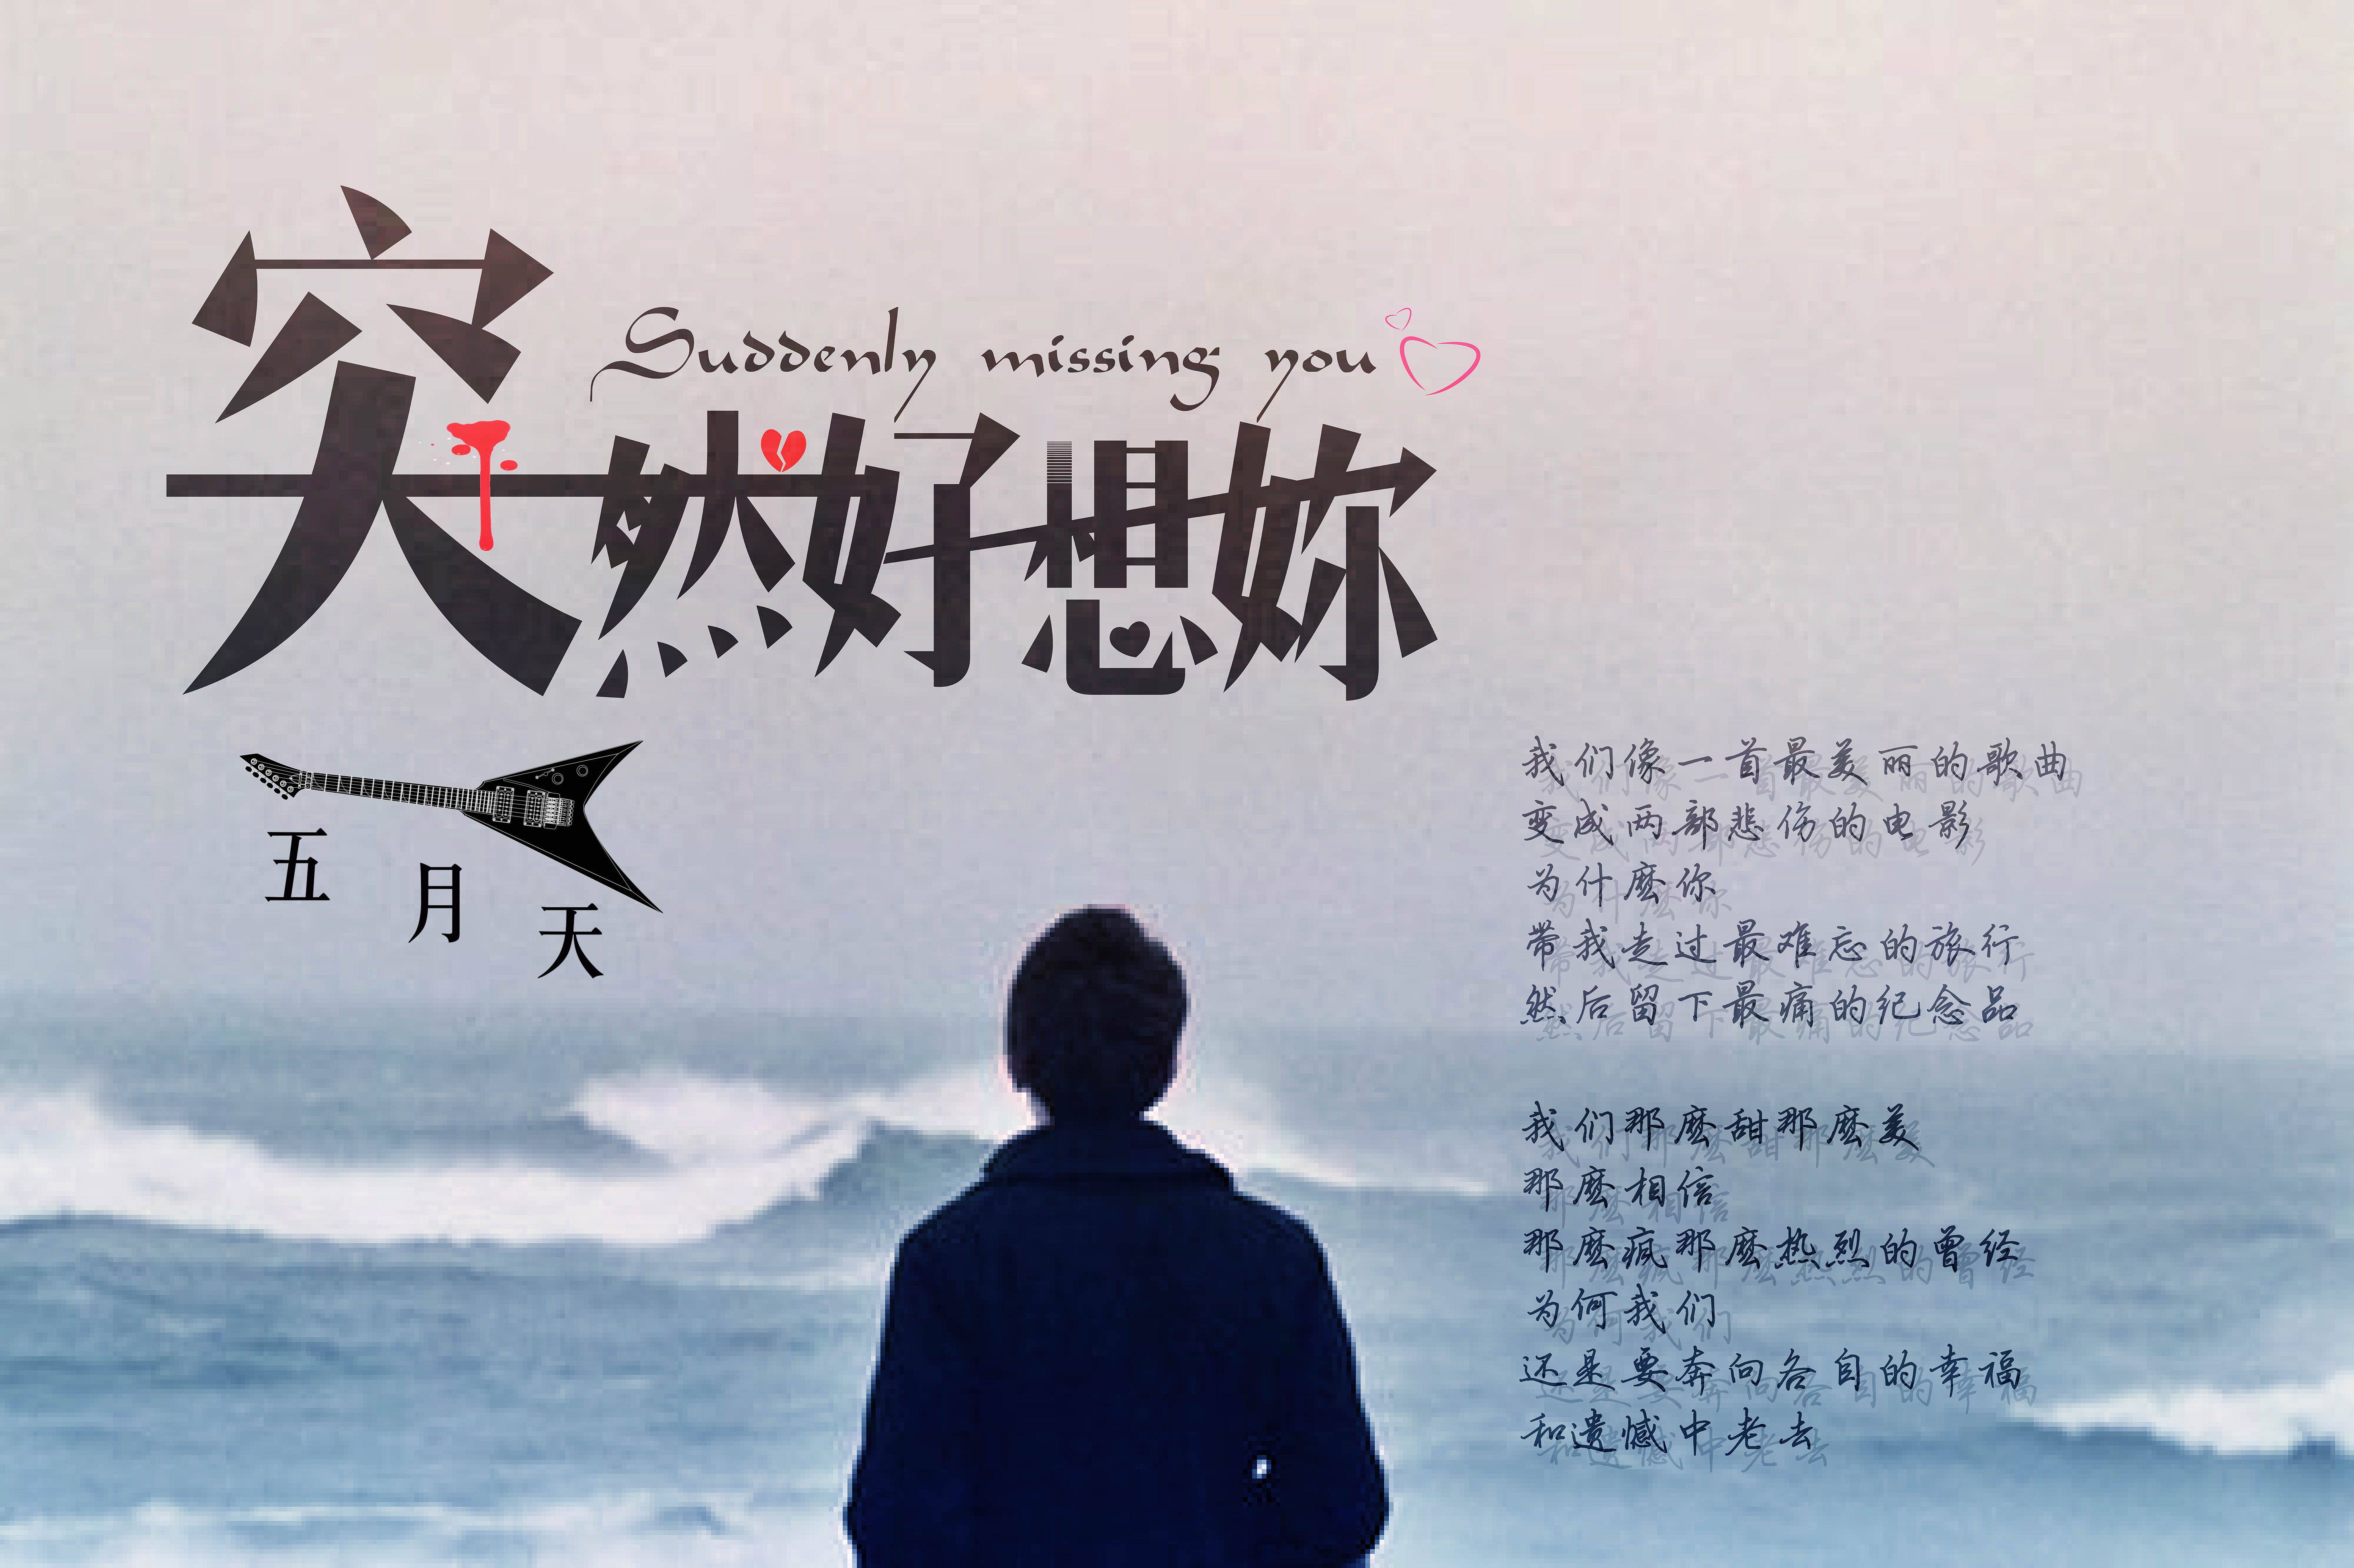 Suddenly missing you
突然好想妳
五月天
我们像一首最美丽的歌曲
变成两部悲伤的电影
为什麽你
带我走过最难忘的旅行
然后留下最痛的纪念品
我们那麽甜那麽美
那麽相信
那麽疯那麽热烈的曾经
为何我们
还是要奔向各自的幸福
和遗憾中老去